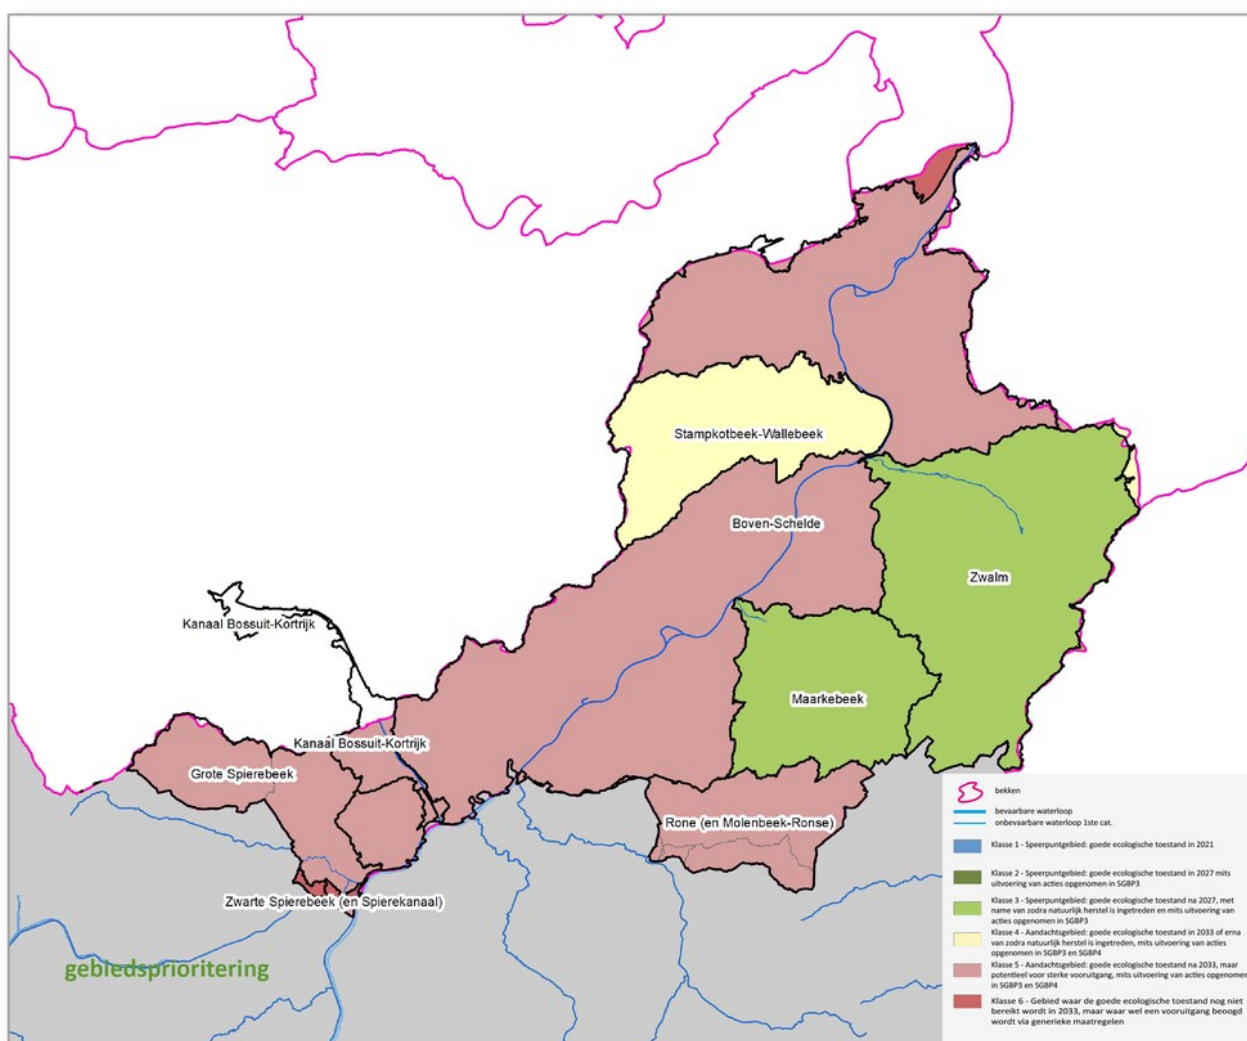 Stampkotbeek-Wallebeek
Boven-Schelde
Zwalm
Kanaal Bossuit-Kortrijk
Maarkebeek
Kanaal Bossuit-Kortrijk
Grote Spierebeek
Rone (en Molenbeek-Ronse)
Zwarte Spierebeek (en Spierekanaal)
gebiedsprioritering
bekken
bevaarbare waterloop
onbevaarbare waterloop 1ste cat.
Klasse 1 - Speerpuntgebied: goede ecologische toestand in 2021
Klasse 2 - Speerpuntgebied: goede ecologische toestand in 2027 mits
uitvoering van acties opgenomen in SGBP3
Klasse 3 - Speerpuntgebied: goede ecologische toestand na 2027, met
name van zodra natuurlijk herstel is ingetreden en mits uitvoering van
acties opgenomen in SGBP3
Klasse 4 - Aandachtsgebied: goede ecologische toestand in 2033 of erna
van zodra natuurlijk herstel is ingetreden, mits uitvoering van acties
opgenomen in SGBP3 en SGBP4
Klasse 5 - Aandachtsgebied: goede ecologische toestand na 2033, maar
potentieel voor sterke vooruitgang, mits uitvoering van acties opgenomen
in SGBP3 en SGBP4
Klasse 6 - Gebied waar de goede ecologische toestand nog niet
bereikt wordt in 2033, maar waar wel een vooruitgang beoogd
wordt via generieke maatregelen